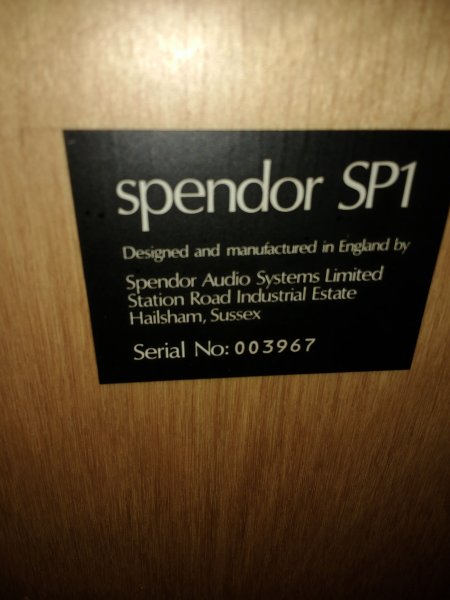 spendor SP1
Designed and manufactured in England by
Spendor Audio Systems Limited
Station Road Industrial Estate
Hailsham, Sussex
Serial No: 003967